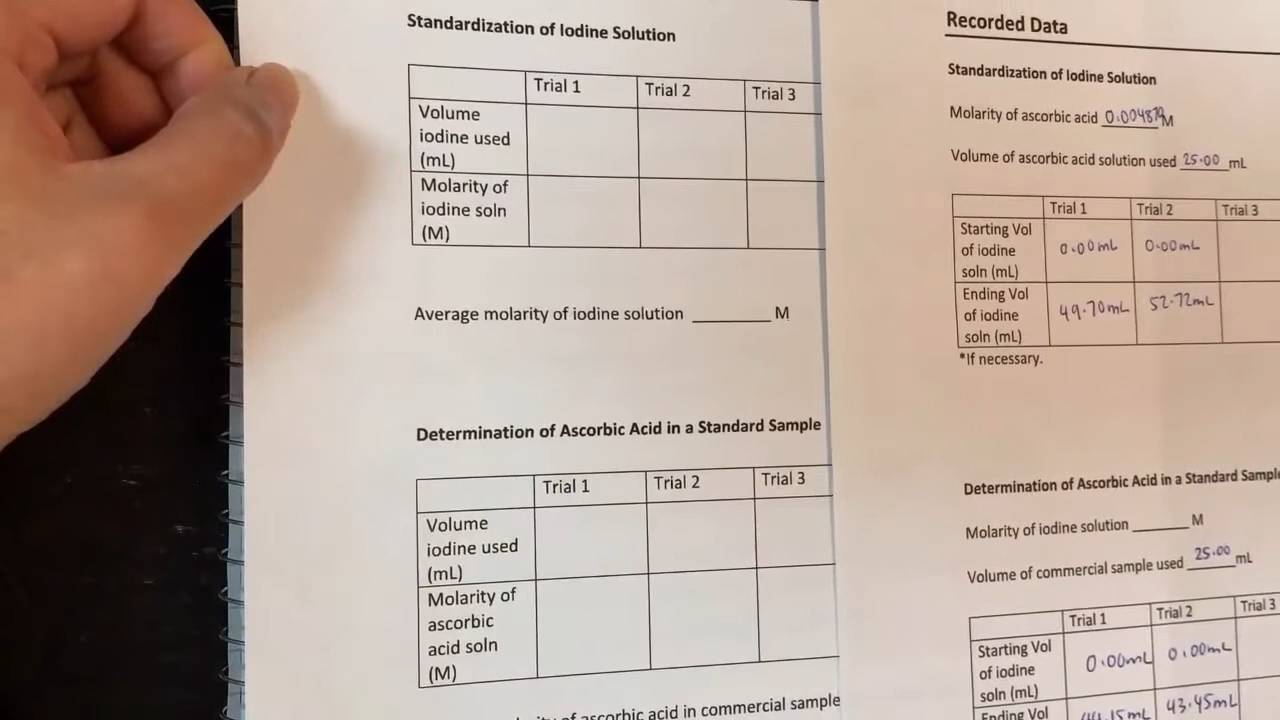 Standardization of Iodine Solution
Trial 1 Trial 2 Trial 3
Volume
iodine used
(mL)
Molarity of
iodine soln
(M)
Average molarity of iodine solution ________ M
Determination of Ascorbic Acid in a Standard Sample
Trial 1 Trial 2 Trial 3
Volume
iodine used
(mL)
Molarity of
ascorbic
acid soln
(M)
of ascorbic acid in commercial sample
Recorded Data
Standardization of Iodine Solution
Molarity of ascorbic acid 0.004879 M
Volume of ascorbic acid solution used 25.00 mL
Trial 1 Trial 2 Trial 3
Starting Vol
of iodine
soln (mL)
0.00mL 0.00mL
Ending Vol
of iodine
soln (mL)
49.70mL 52.72mL
*If necessary.
Determination of Ascorbic Acid in a Standard Sample
Molarity of iodine solution ______ M
Volume of commercial sample used 25.00 mL
Trial 1 Trial 2 Trial 3
Starting Vol
of iodine
soln (mL)
0.00mL 0.00mL
Ending Vol
43.45mL